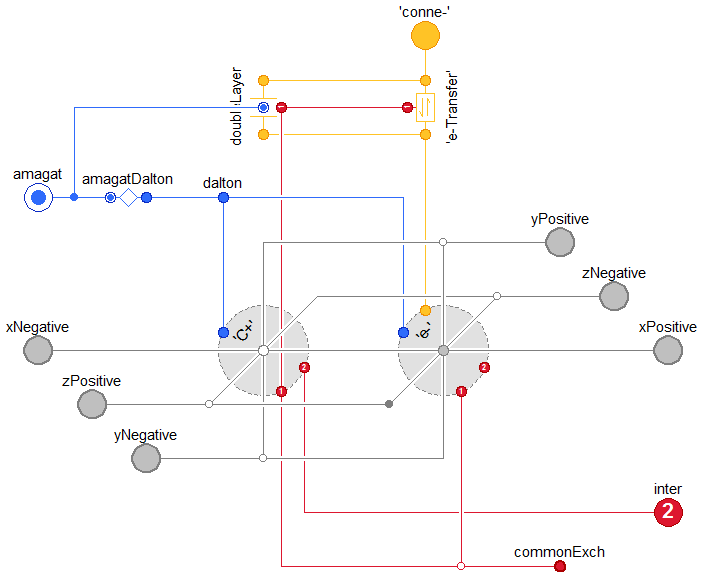 'conne-'
doubleLayer
'e-Transfer'
amagat
amagatDalton
dalton
yPositive
zNegative
'C+'
'e-'
xNegative
xPositive
2
2
zPositive
1
1
yNegative
inter
2
commonExch